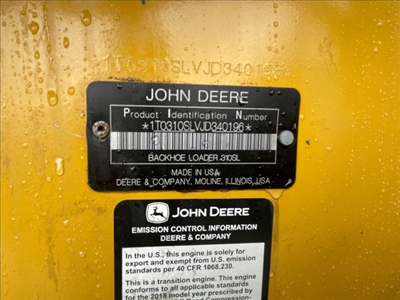 1T0310SLVJD340196
JOHN DEERE
Product Identification Number
*1T0310SLVJD340196*
BACKHOE LOADER-310SL
MADE IN USA
DEERE & COMPANY, MOLINE, ILLINOIS, USA
JOHN DEERE
EMISSION CONTROL INFORMATION
DEERE & COMPANY
In the U.S., this engine is solely for
export and exempt from U.S. emission
standards per 40 CFR 1068.230.
This is a transition engine. This engine
conforms to all applicable standards
for the 2018 model year prescribed by